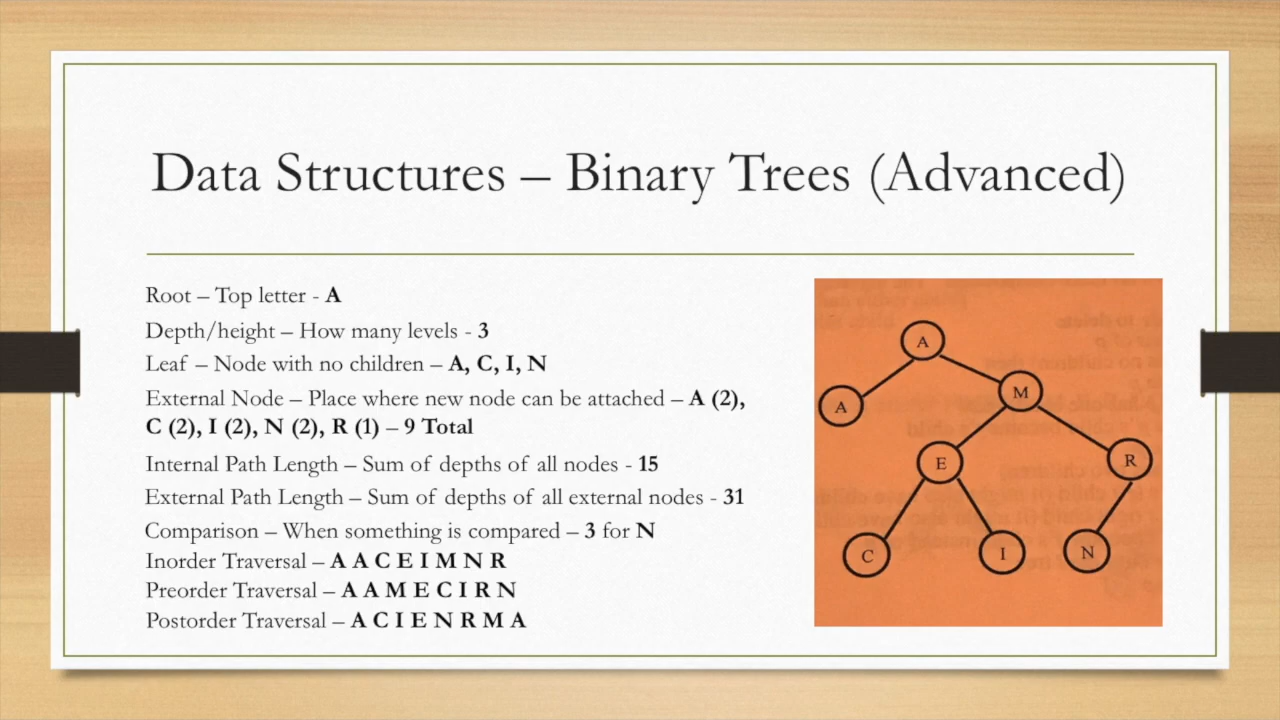 Data Structures – Binary Trees (Advanced)
Root – Top letter - A
Depth/height – How many levels - 3
Leaf – Node with no children – A, C, I, N
External Node – Place where new node can be attached – A (2),
C (2), I (2), N (2), R (1) – 9 Total
Internal Path Length – Sum of depths of all nodes - 15
External Path Length – Sum of depths of all external nodes - 31
Comparison – When something is compared – 3 for N
Inorder Traversal – A A C E I M N R
Preorder Traversal – A A M E C I R N
Postorder Traversal – A C I E N R M A
A
A
M
E
R
C
I
N